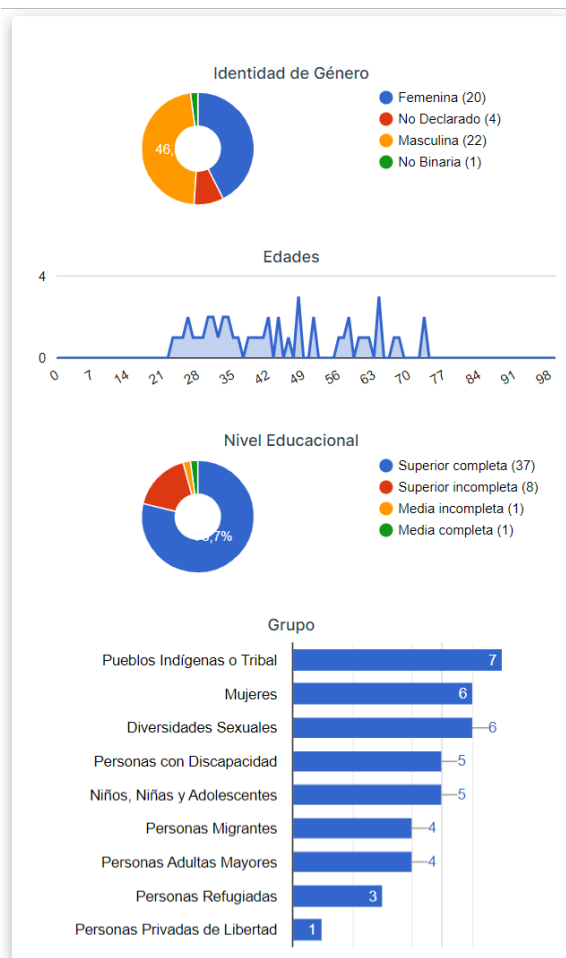 Identidad de Género
46,
Femenina (20)
No Declarado (4)
Masculina (22)
No Binaria (1)
Edades
4
0
0 7 14 21 28 35 42 49 56 63 70 77 84 91 98
Nivel Educacional
,7%
Superior completa (37)
Superior incompleta (8)
Media incompleta (1)
Media completa (1)
Grupo
Pueblos Indígenas o Tribal 7
Mujeres 6
Diversidades Sexuales 6
Personas con Discapacidad 5
Niños, Niñas y Adolescentes 5
Personas Migrantes 4
Personas Adultas Mayores 4
Personas Refugiadas 3
Personas Privadas de Libertad 1